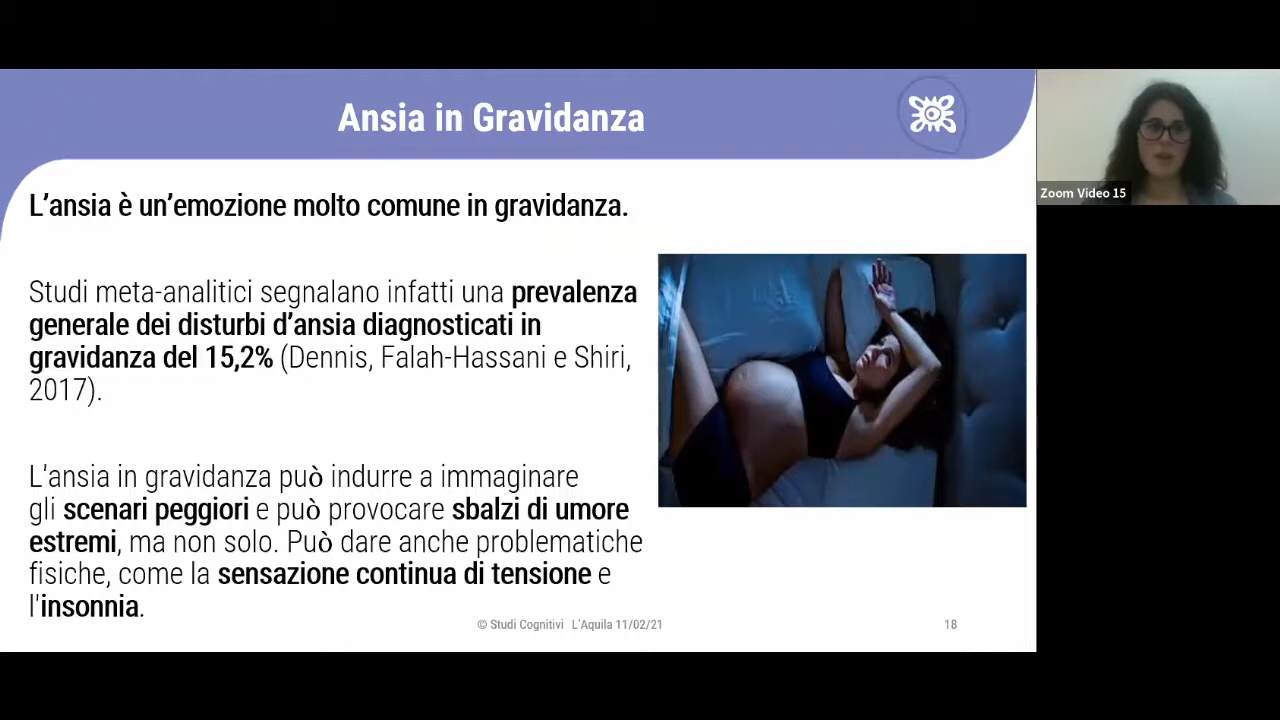 Ansia in Gravidanza
Zoom Video 15
L’ansia è un’emozione molto comune in gravidanza.
Studi meta-analitici segnalano infatti una prevalenza
generale dei disturbi d’ansia diagnosticati in
gravidanza del 15,2% (Dennis, Falah-Hassani e Shiri,
2017).
L'ansia in gravidanza può indurre a immaginare
gli scenari peggiori e può provocare sbalzi di umore
estremi, ma non solo. Può dare anche problematiche
fisiche, come la sensazione continua di tensione e
l'insonnia.
© Studi Cognitivi L'Aquila 11/02/21
18